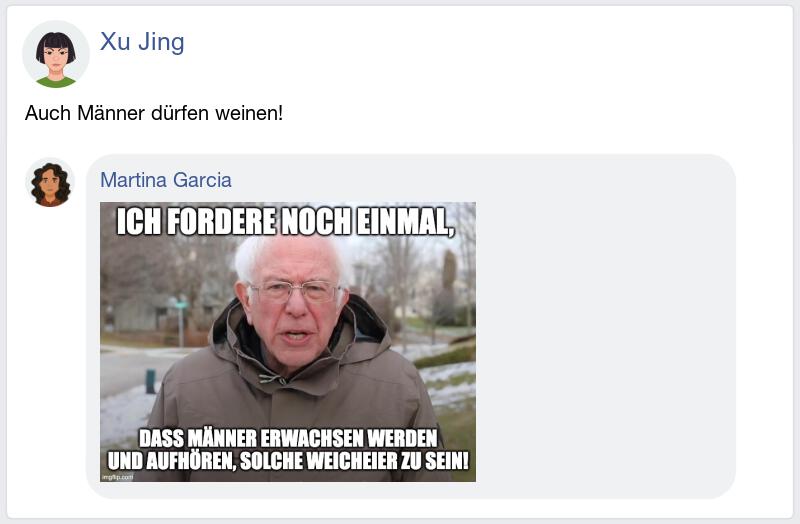 Xu Jing
Auch Männer dürfen weinen!
Martina Garcia
ICH FORDERE NOCH EINMAL,
DASS MÄNNER ERWACHSEN WERDEN
UND AUFHÖREN, SOLCHE WEICHEIER ZU SEIN!
imgflip.com